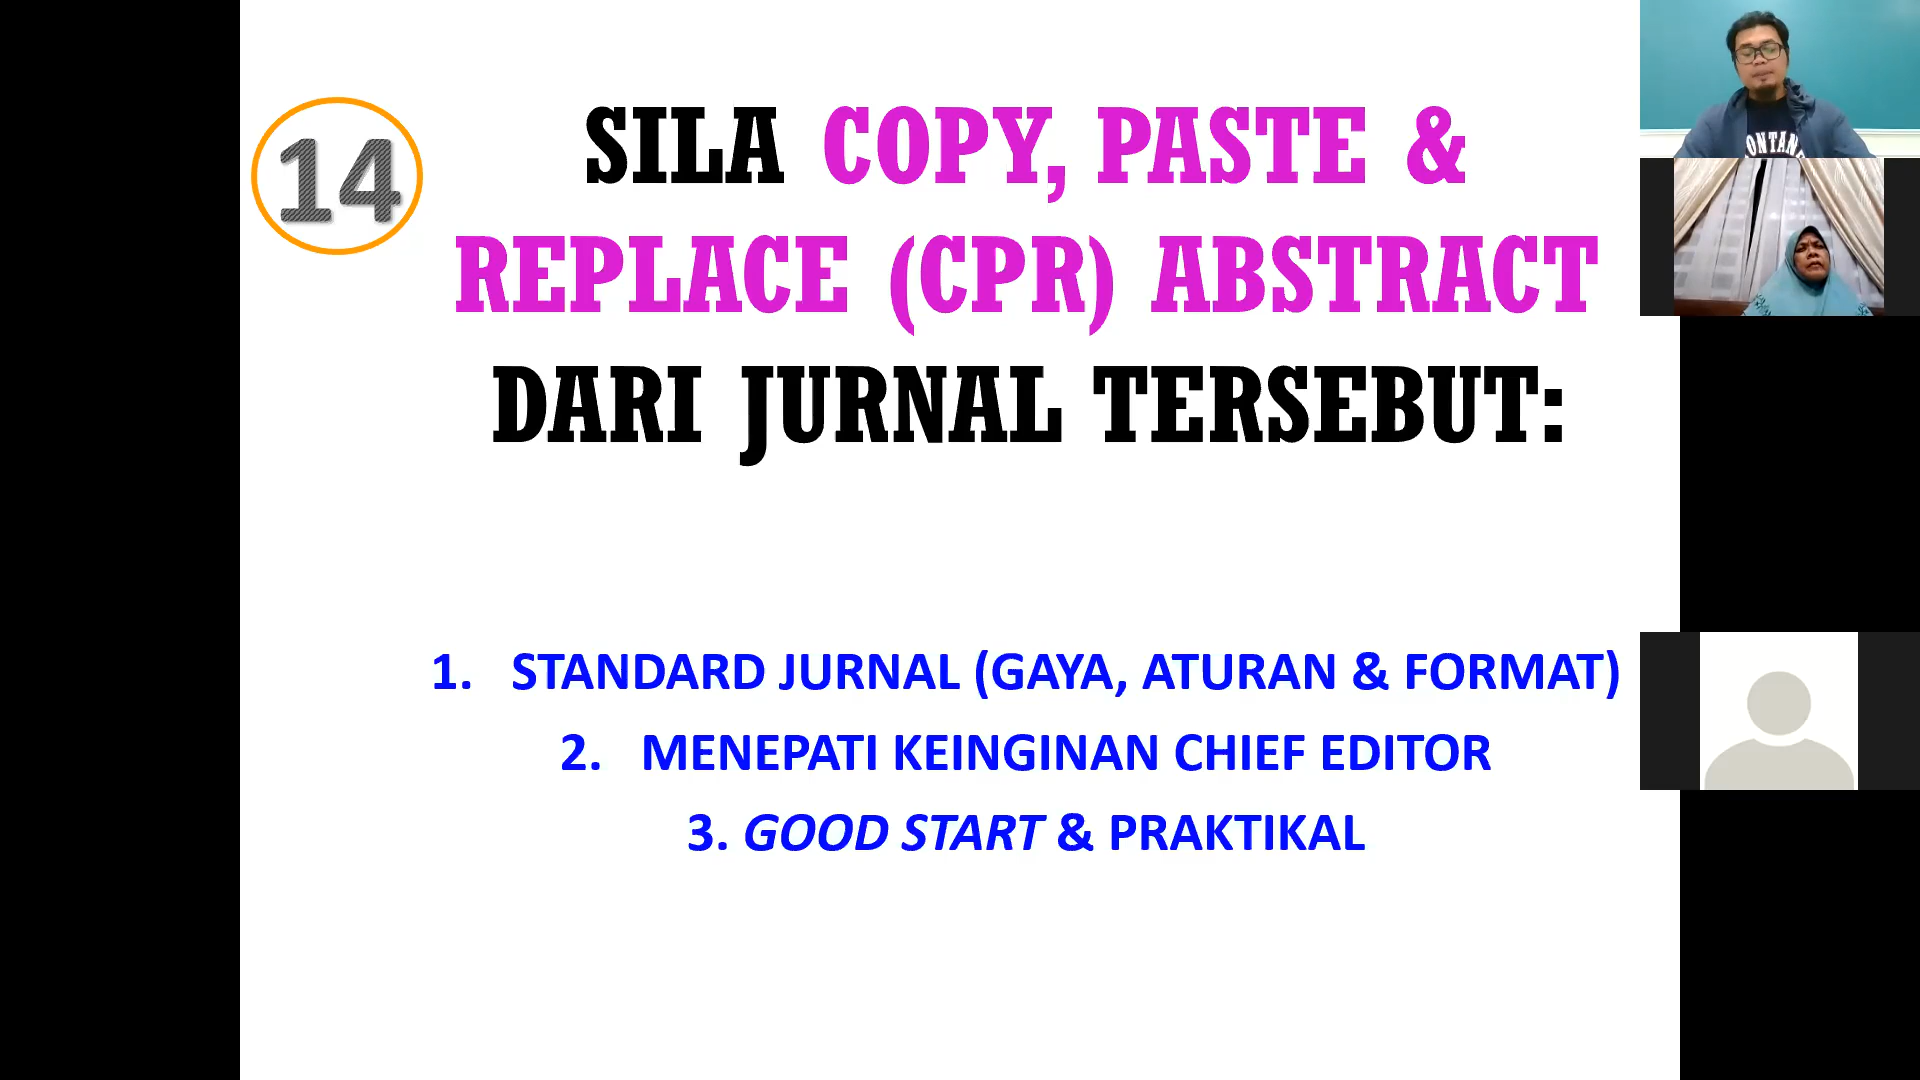 14
SILA COPY, PASTE &
REPLACE (CPR) ABSTRACT
DARI JURNAL TERSEBUT:
1. STANDARD JURNAL (GAYA, ATURAN & FORMAT)
2. MENEPATI KEINGINAN CHIEF EDITOR
3. GOOD START & PRAKTIKAL